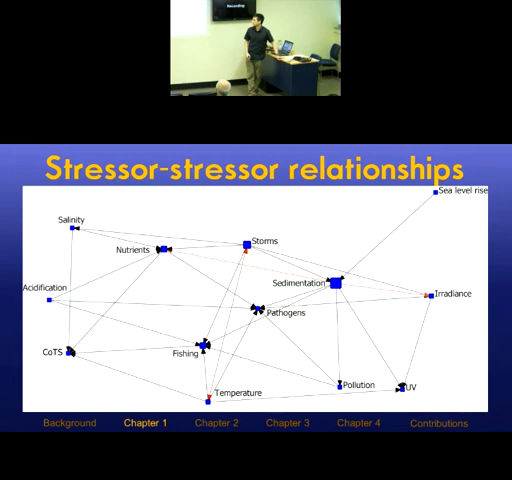 Recording
Stressor-stressor relationships
Sea level rise
Salinity
Storms
Nutrients
Sedimentation
Acidification
Irradiance
Pathogens
CoTS
Fishing
Temperature
Pollution
UV
Background Chapter 1 Chapter 2 Chapter 3 Chapter 4 Contributions